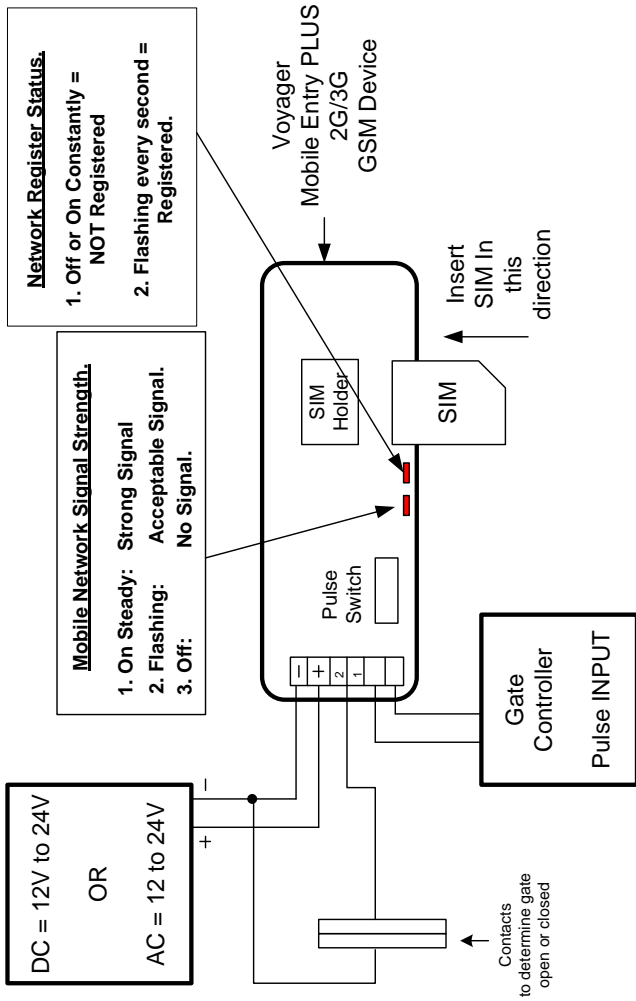 DC = 12V to 24V
OR
AC = 12 to 24V
+
−
Mobile Network Signal Strength.
1. On Steady: Strong Signal
2. Flashing: Acceptable Signal.
3. Off: No Signal.
Network Register Status.
1. Off or On Constantly =
NOT Registered
2. Flashing every second =
Registered.
−
+
2
1
Pulse
Switch
SIM
Holder
SIM
Voyager
Mobile Entry PLUS
2G/3G
GSM Device
Insert
SIM In
this
direction
Contacts
to determine gate
open or closed
Gate
Controller
Pulse INPUT